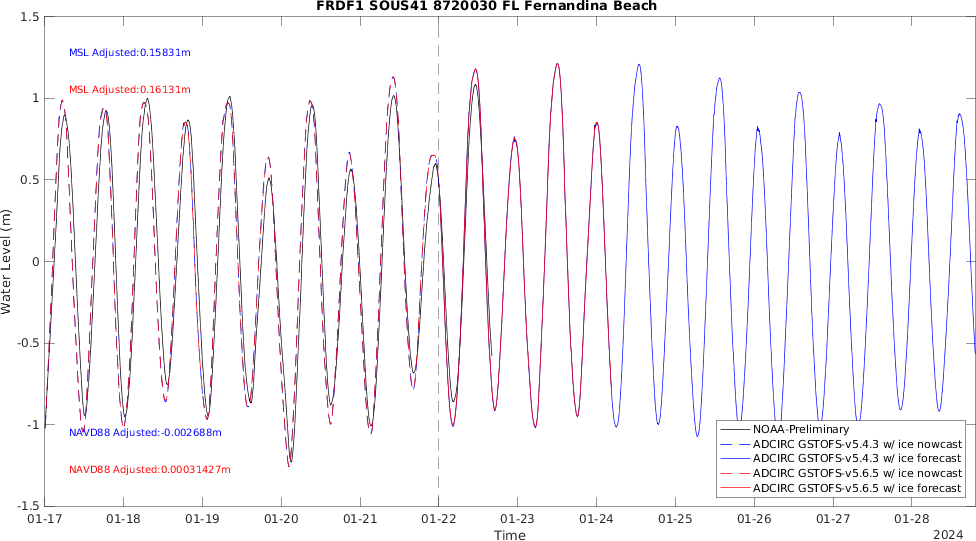 FRDF1 SOUS41 8720030 FL Fernandina Beach
1.5
1
0.5
0
-0.5
-1
-1.5
Water Level (m)
MSL Adjusted:0.15831m
MSL Adjusted:0.16131m
NAVD88 Adjusted:-0.002688m
NAVD88 Adjusted:0.00031427m
NOAA-Preliminary
ADCIRC GSTOFS-v5.4.3 w/ ice nowcast
ADCIRC GSTOFS-v5.4.3 w/ ice forecast
ADCIRC GSTOFS-v5.6.5 w/ ice nowcast
ADCIRC GSTOFS-v5.6.5 w/ ice forecast
01-17 01-18 01-19 01-20 01-21 01-22 01-23 01-24 01-25 01-26 01-27 01-28
Time
2024